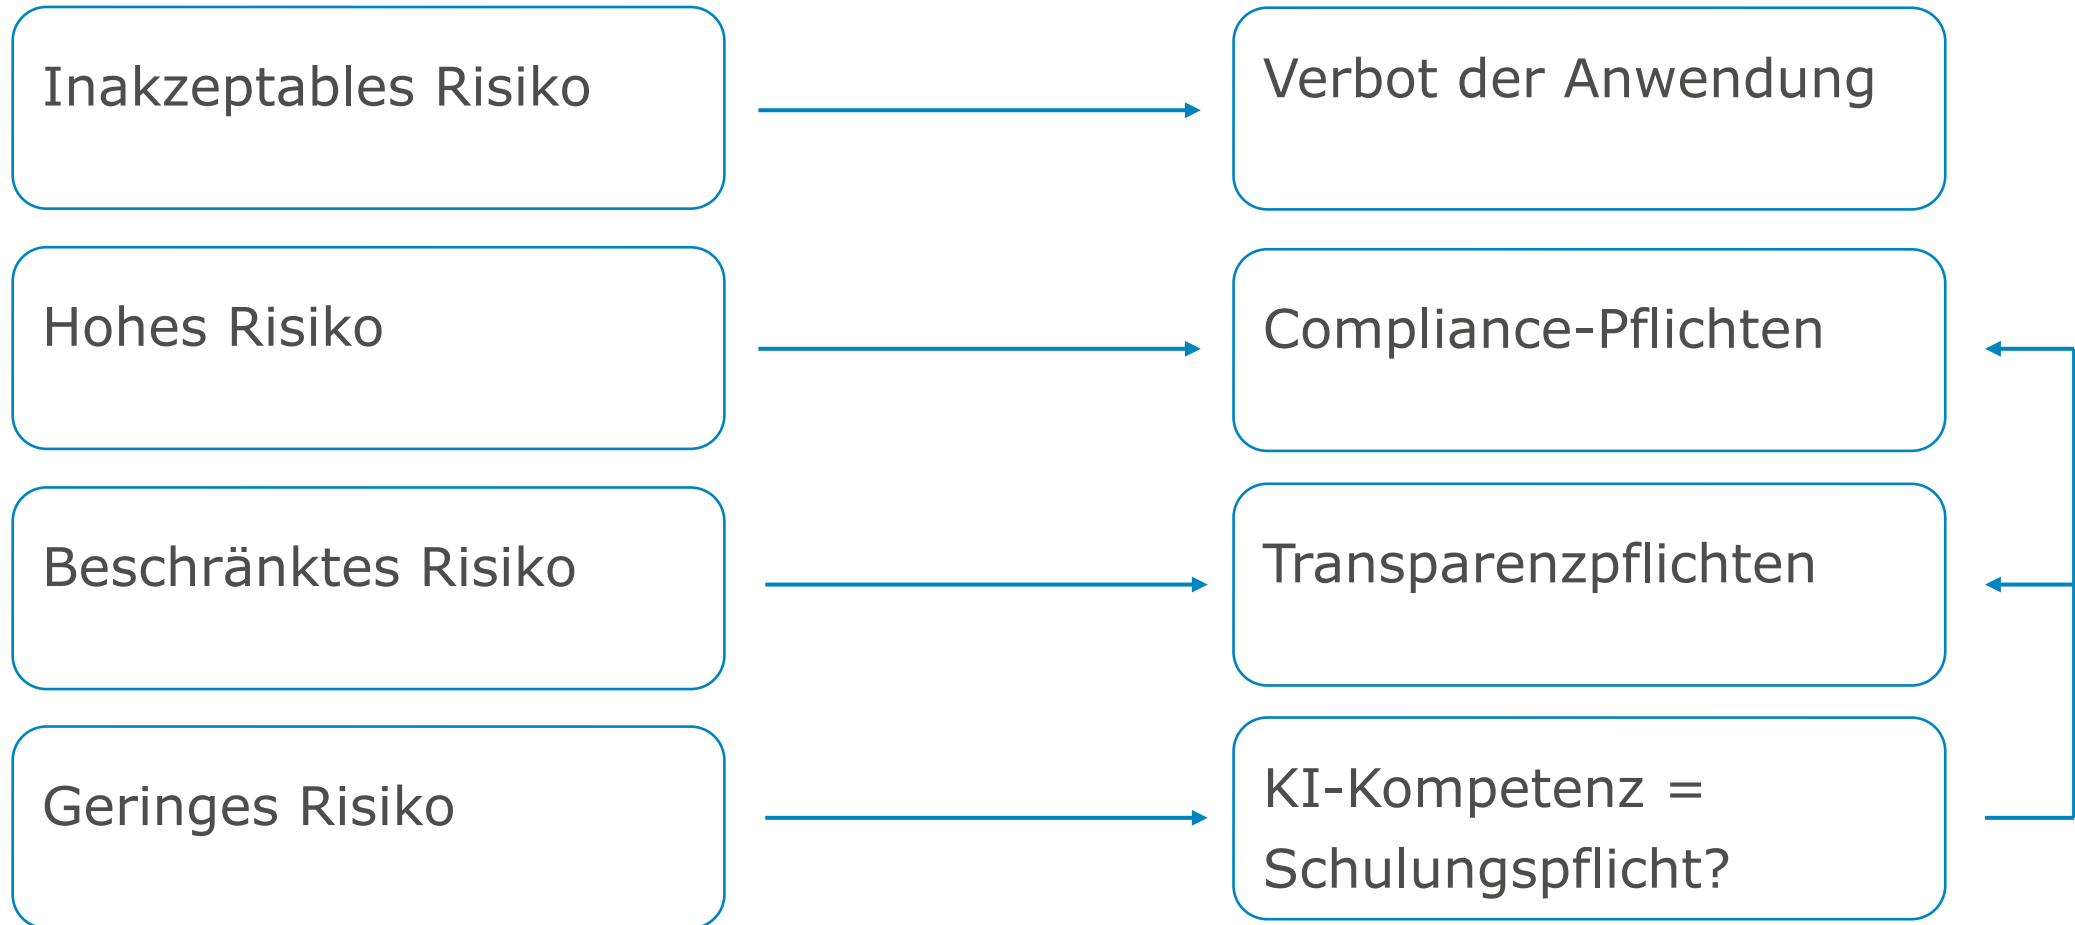 Inakzeptables Risiko
Verbot der Anwendung
Hohes Risiko
Compliance-Pflichten
Beschränktes Risiko
Transparenzpflichten
Geringes Risiko
KI-Kompetenz =
Schulungspflicht?